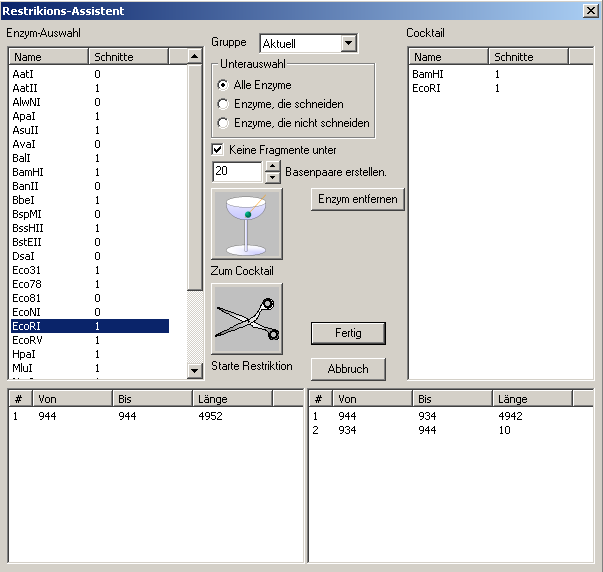 Restrikions-Assistent
Enzym-Auswahl
Name Schnitte
AatI 0
AatII 1
AlwNI 0
ApaI 1
AsuII 1
AvaI 0
BalI 1
BamHI 1
BanII 0
BbeI 1
BspMI 0
BssHII 1
BstEII 0
DsaI 0
Eco31 1
Eco78 1
Eco81 0
EcoNI 0
EcoRI 1
EcoRV 1
HpaI 1
MluI 1
Gruppe Aktuell
Unterauswahl
Alle Enzyme
Enzyme, die schneiden
Enzyme, die nicht schneiden
Keine Fragmente unter
20 Basenpaare erstellen.
Enzym entfernen
Zum Cocktail
Fertig
Starte Restriktion
Abbruch
Cocktail
Name Schnitte
BamHI 1
EcoRI 1
# Von Bis Länge
1 944 944 4952
# Von Bis Länge
1 944 934 4942
2 934 944 10